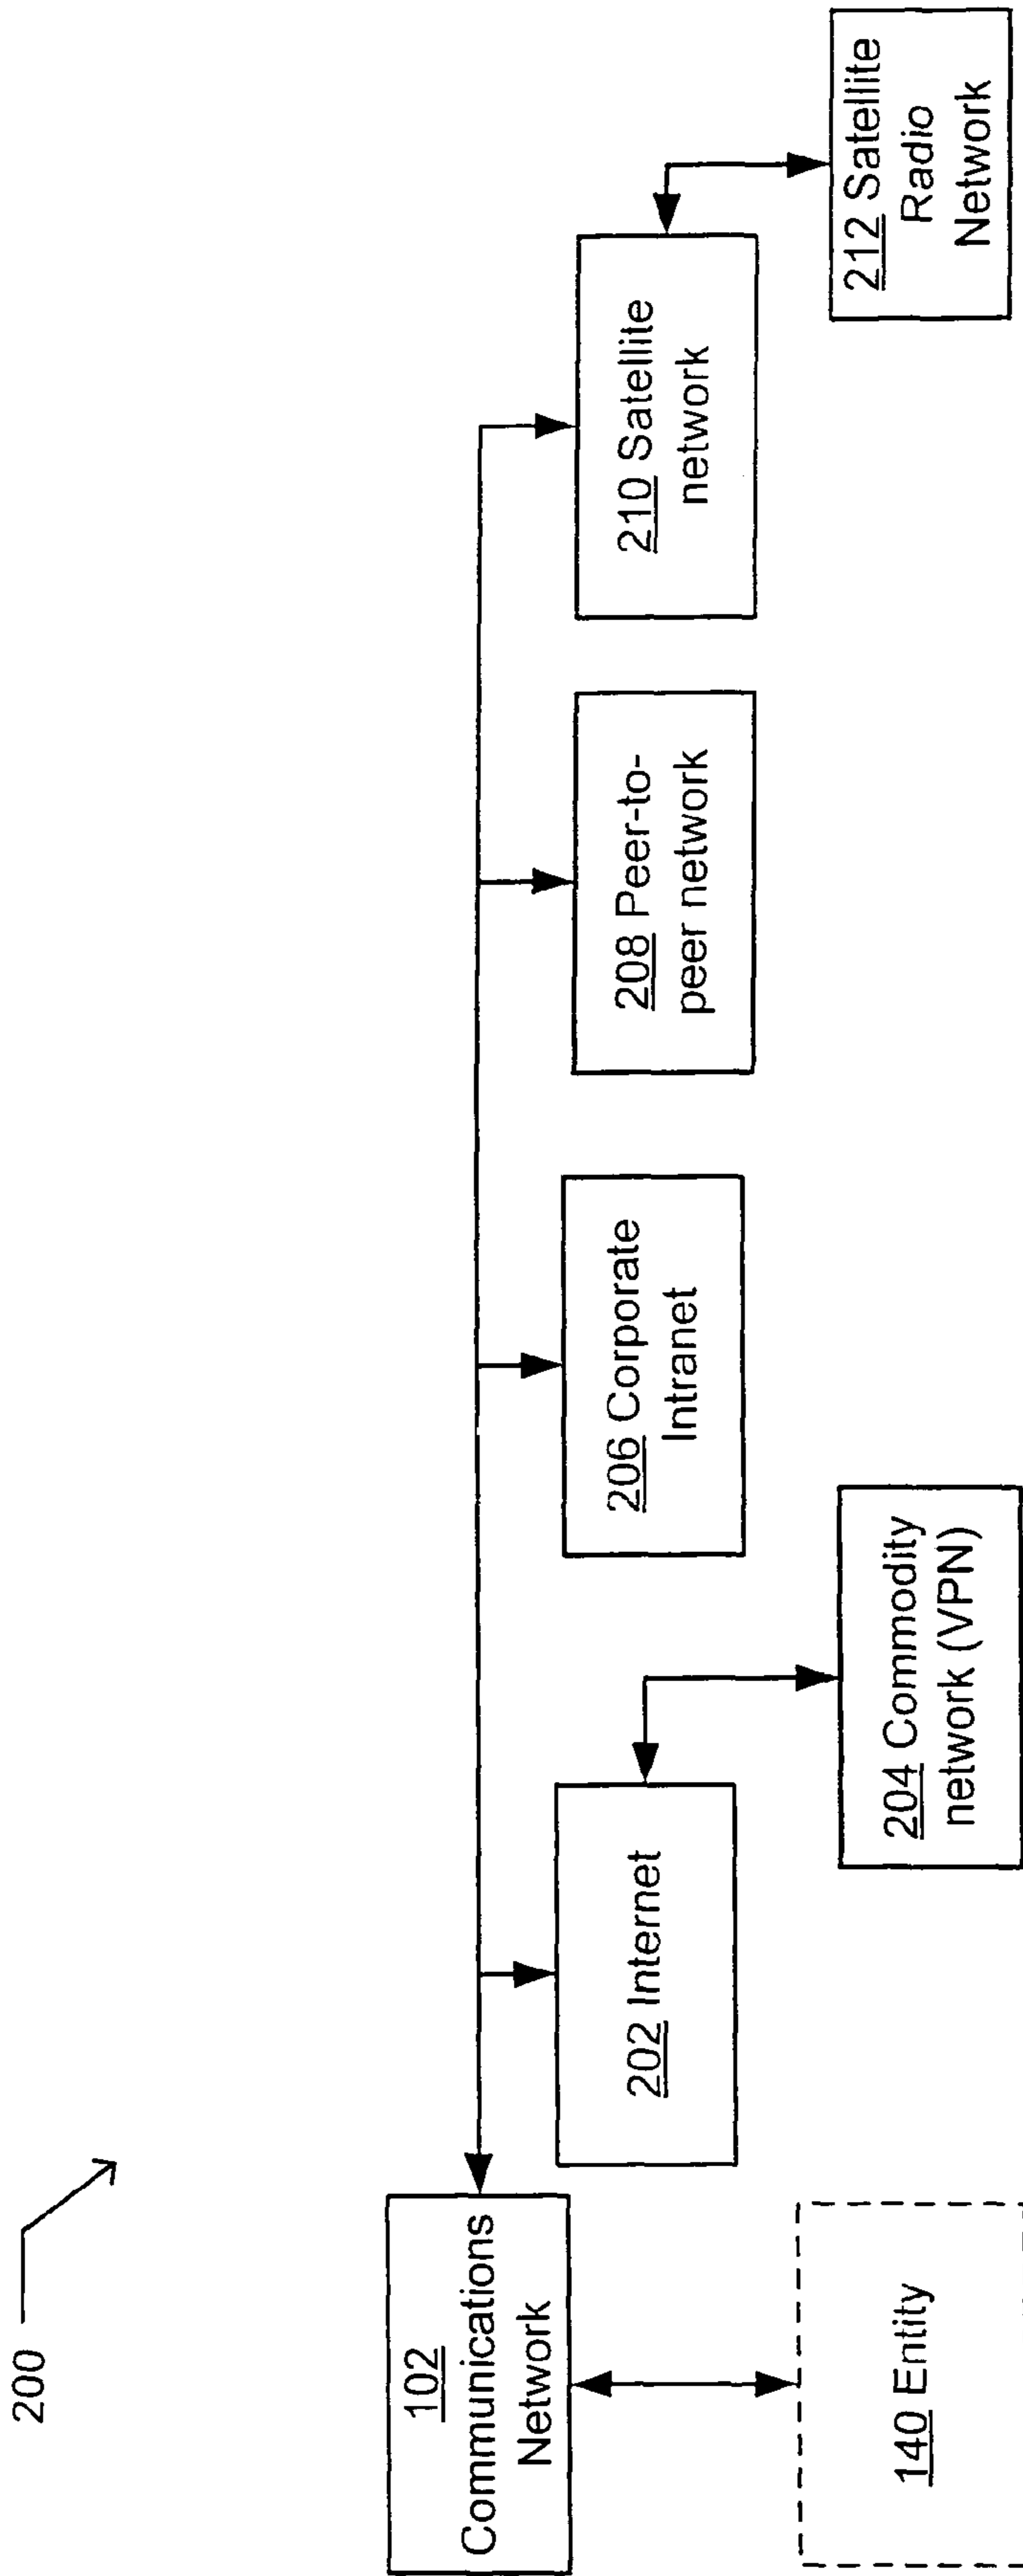 200
102
Communications
Network
140 Entity
202 Internet
204 Commodity
network (VPN)
206 Corporate
Intranet
208 Peer-to-
peer network
210 Satellite
network
212 Satellite
Radio
Network